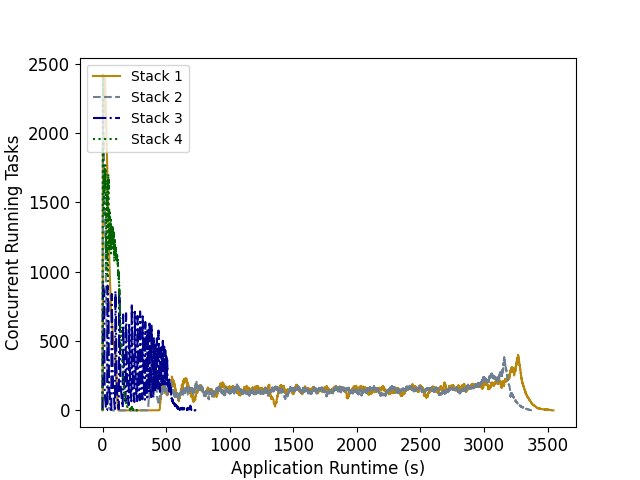 2500
2000
1500
1000
500
0
Concurrent Running Tasks
Stack 1
Stack 2
Stack 3
Stack 4
0 500 1000 1500 2000 2500 3000 3500
Application Runtime (s)